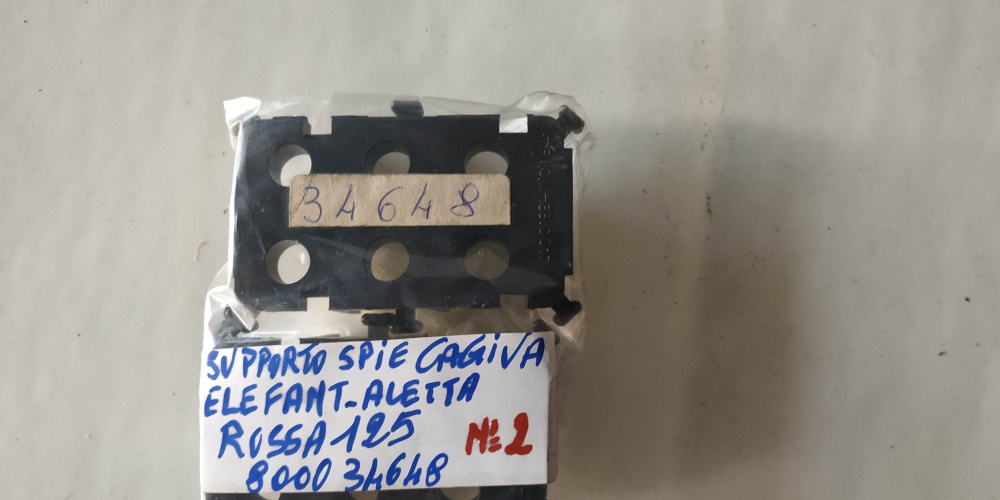 34648
SUPPORTO SPIE CAGIVA
ELEFANT-ALETTA
ROSSA 125
N:2
8000 34648